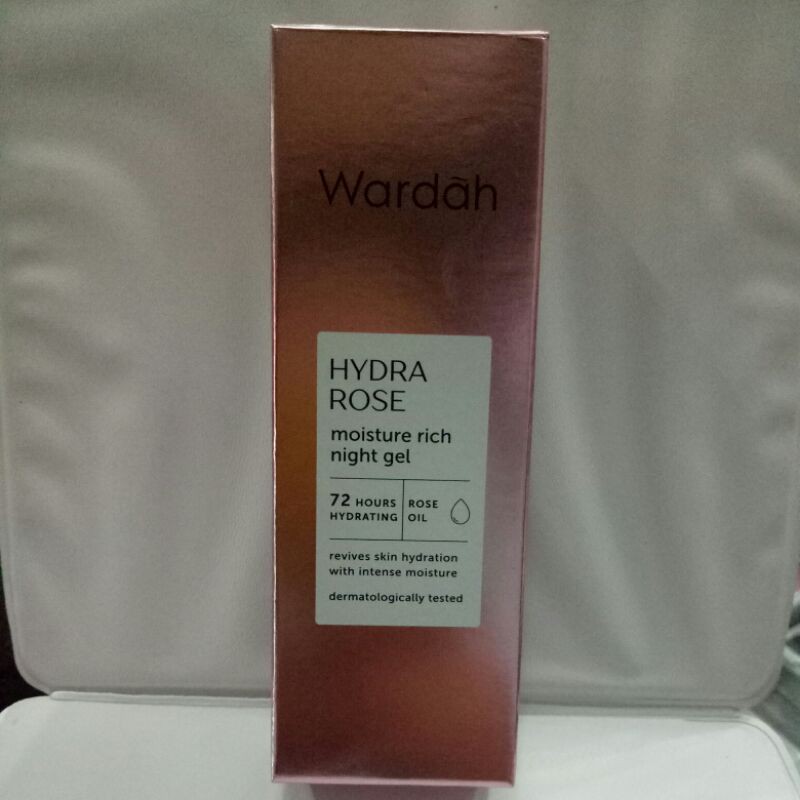 Wardãh
HYDRA
ROSE
moisture rich
night gel
72 HOURS
HYDRATING
ROSE
OIL
revives skin hydration
with intense moisture
dermatologically tested